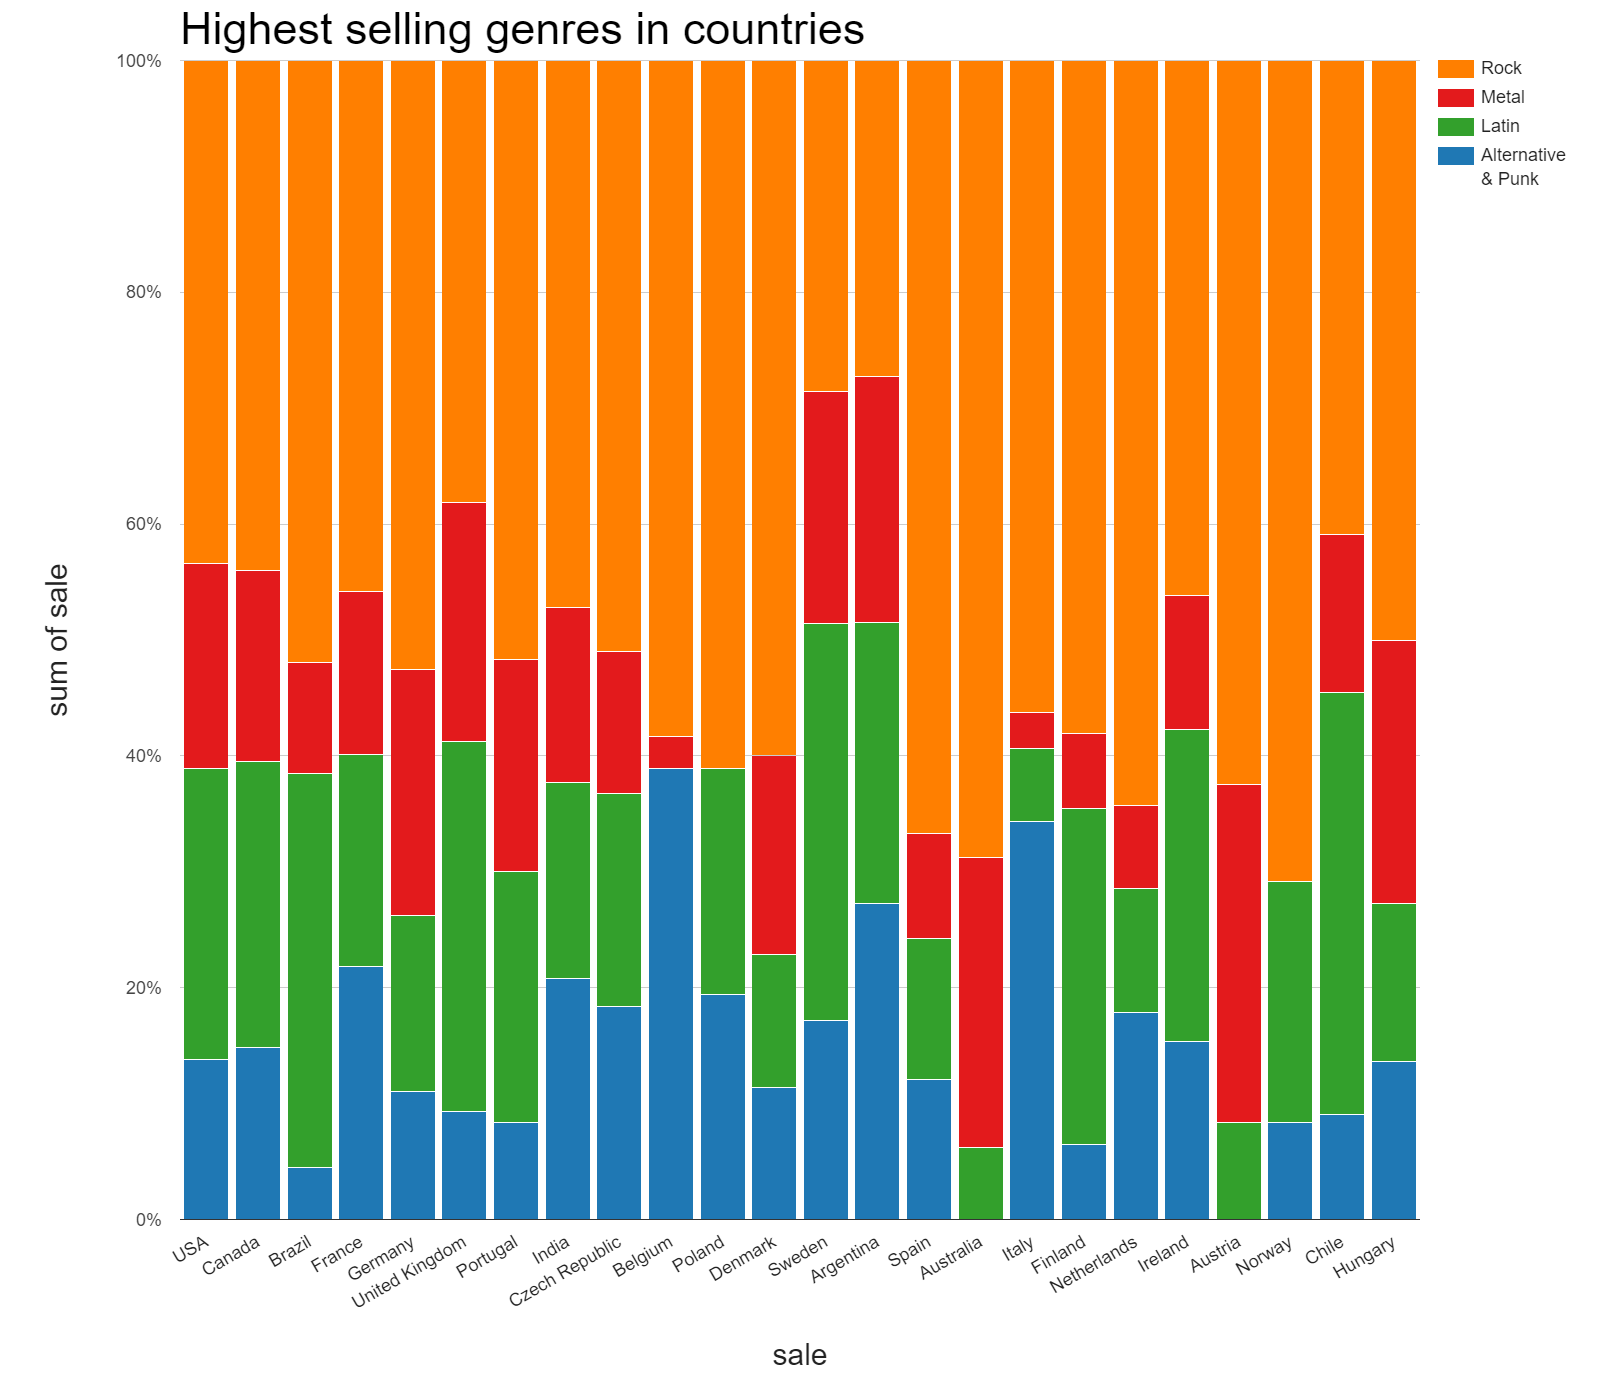 Highest selling genres in countries
100%
80%
60%
40%
20%
0%
sum of sale
Rock
Metal
Latin
Alternative
& Punk
USA
Canada
Brazil
France
Germany
United Kingdom
Portugal
India
Czech Republic
Belgium
Poland
Denmark
Sweden
Argentina
Spain
Australia
Italy
Finland
Netherlands
Ireland
Austria
Norway
Chile
Hungary
sale